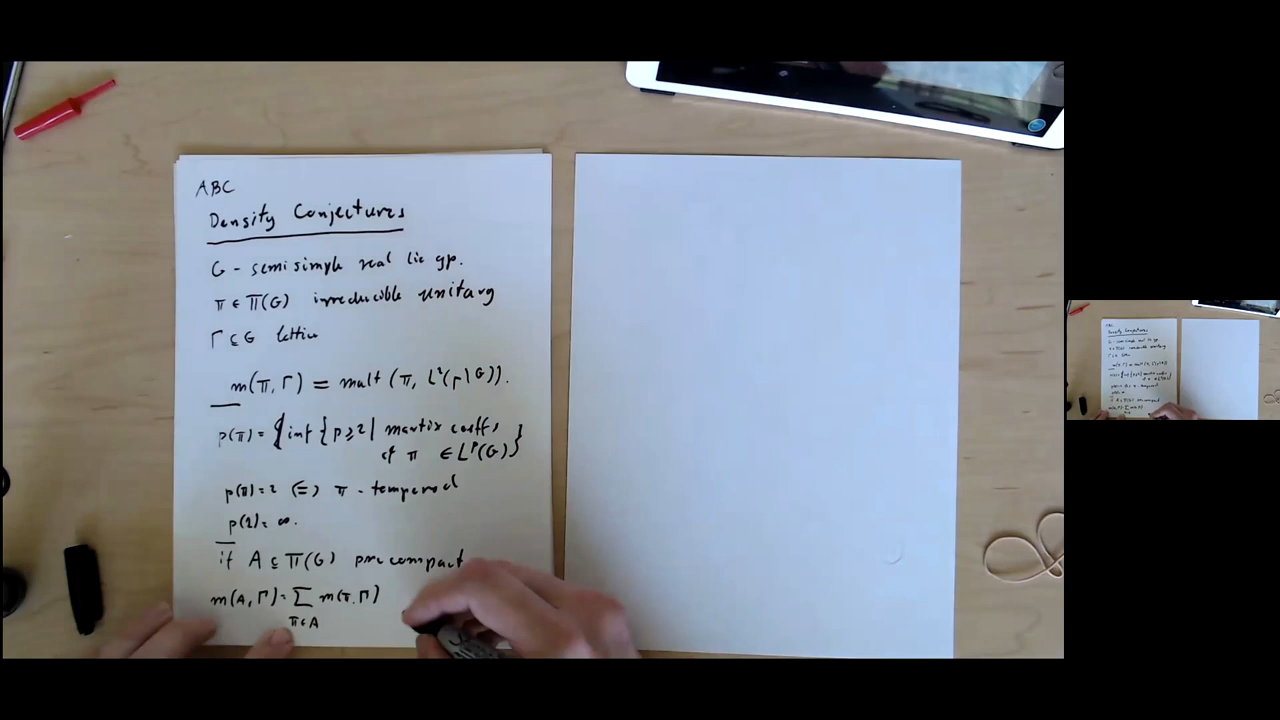 ABC
Density Conjectures
G - semisimple real lie gp.
π ∈ Π(G) irreducible unitary
Γ ⊆ G lattice
m(π, Γ) = mult (π, L²(Γ\G)).
p(π) = {inf { p ≥ 2 | matrix coeffs
of π ∈ L^p(G)}
p(π) = 2 (=) π - tempered
p(1) = ∞.
if A ⊆ Π(G) precompact
m(A, Γ) = ∑ m(π, Γ)
π ∈ A